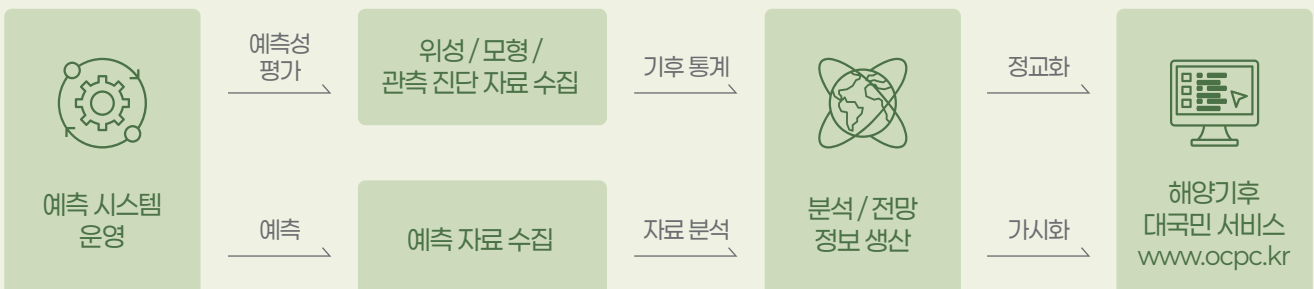 예측 시스템
운영
예측성
평가
예측
위성 / 모형 /
관측 진단 자료 수집
예측 자료 수집
기후 통계
자료 분석
분석 / 전망
정보 생산
정교화
가시화
해양기후
대국민 서비스
www.ocpc.kr